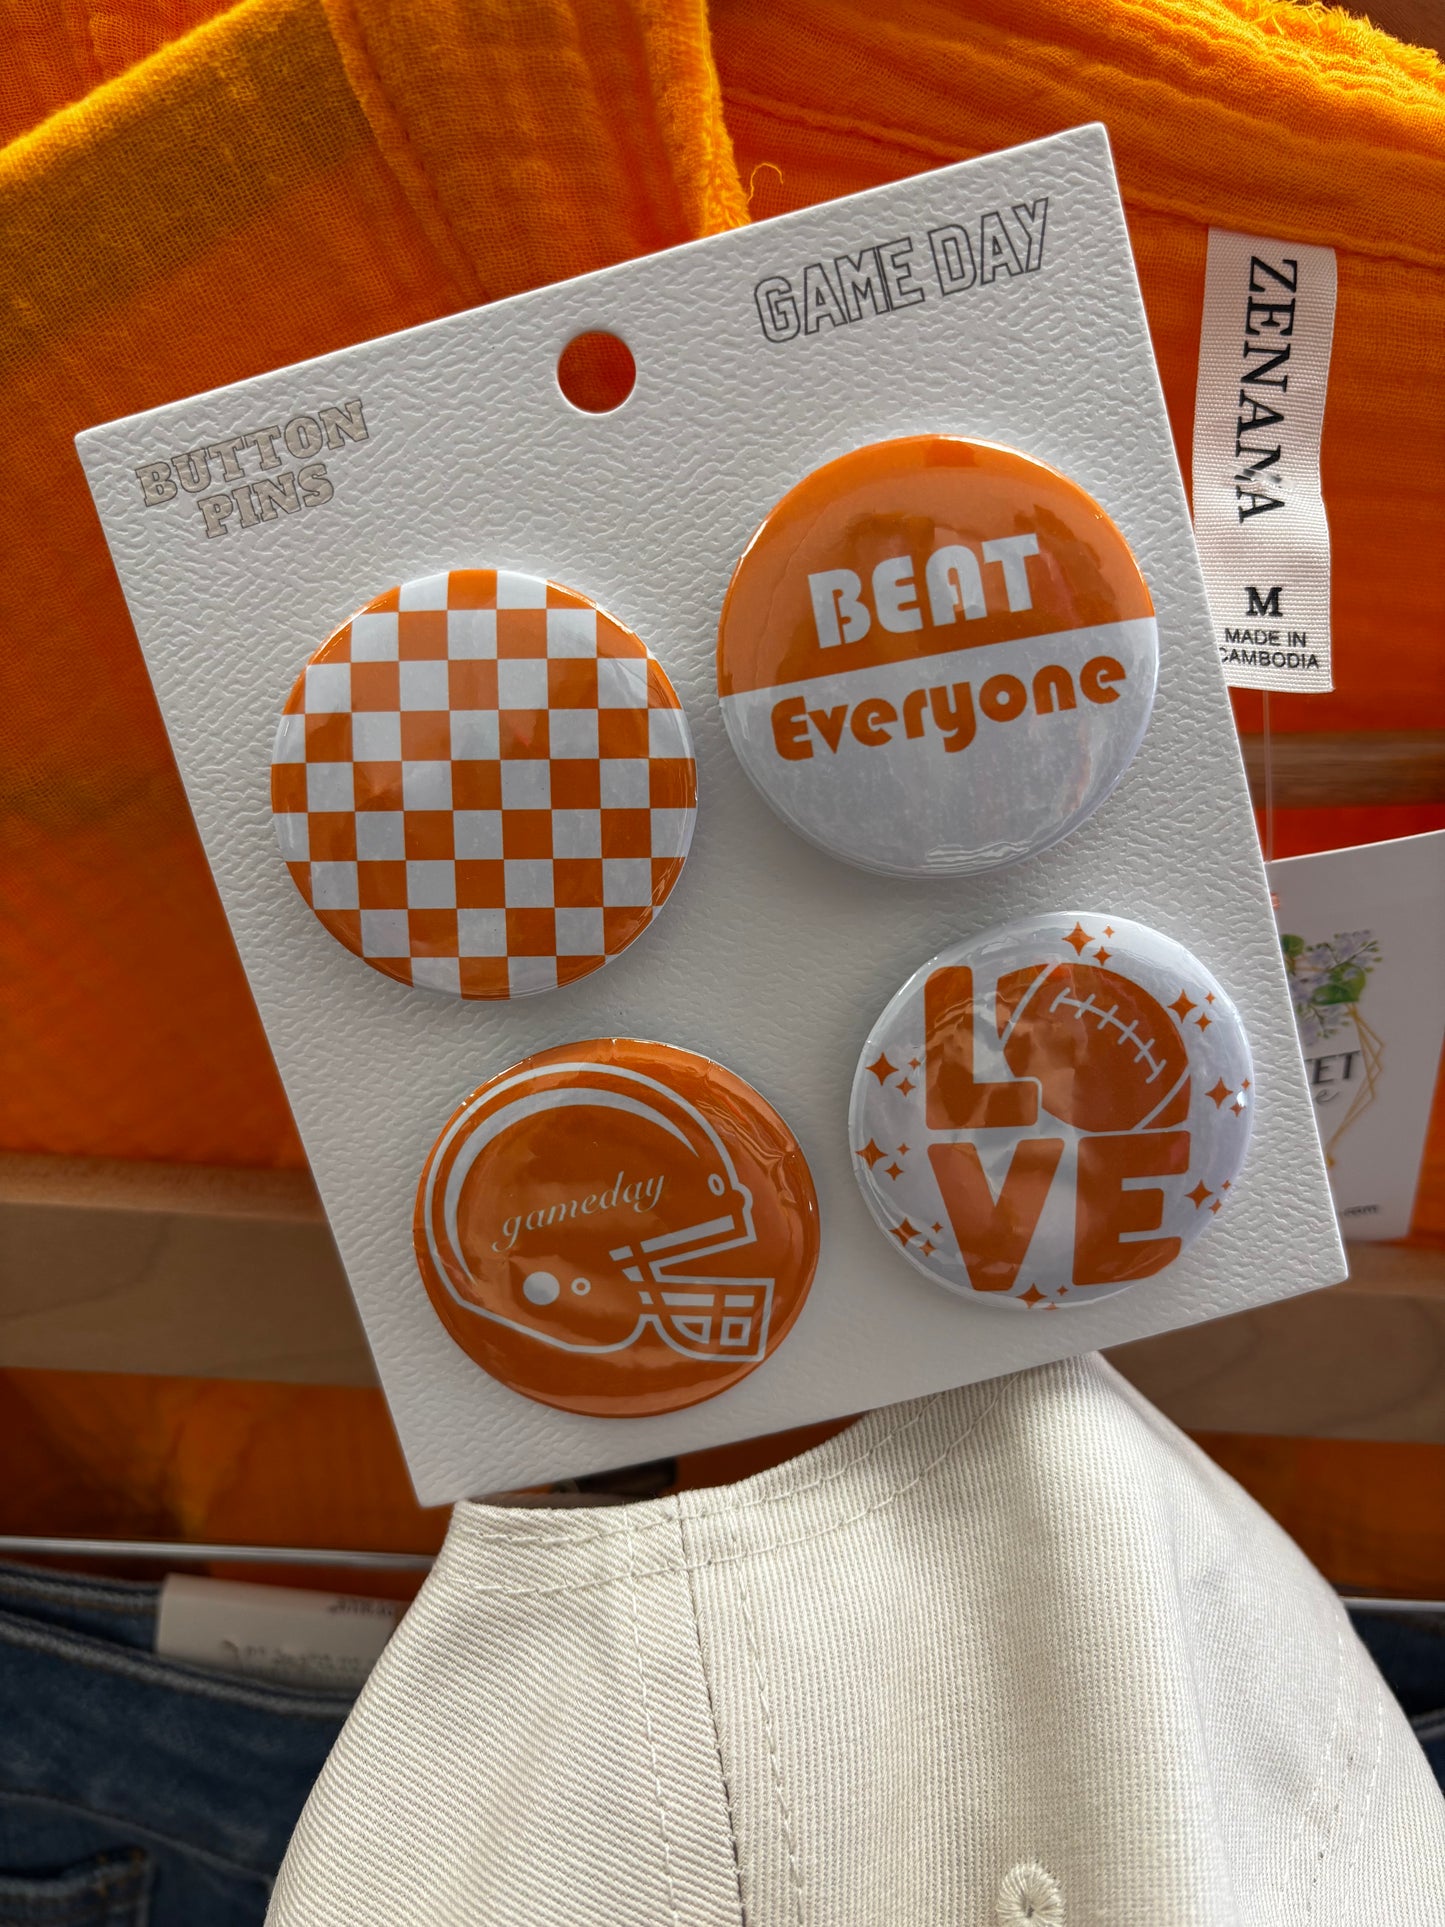 GAME DAY
BUTTON
PINS
BEAT
Everyone
gameday
LOVE
ZENANA
M
MADE IN
CAMBODIA